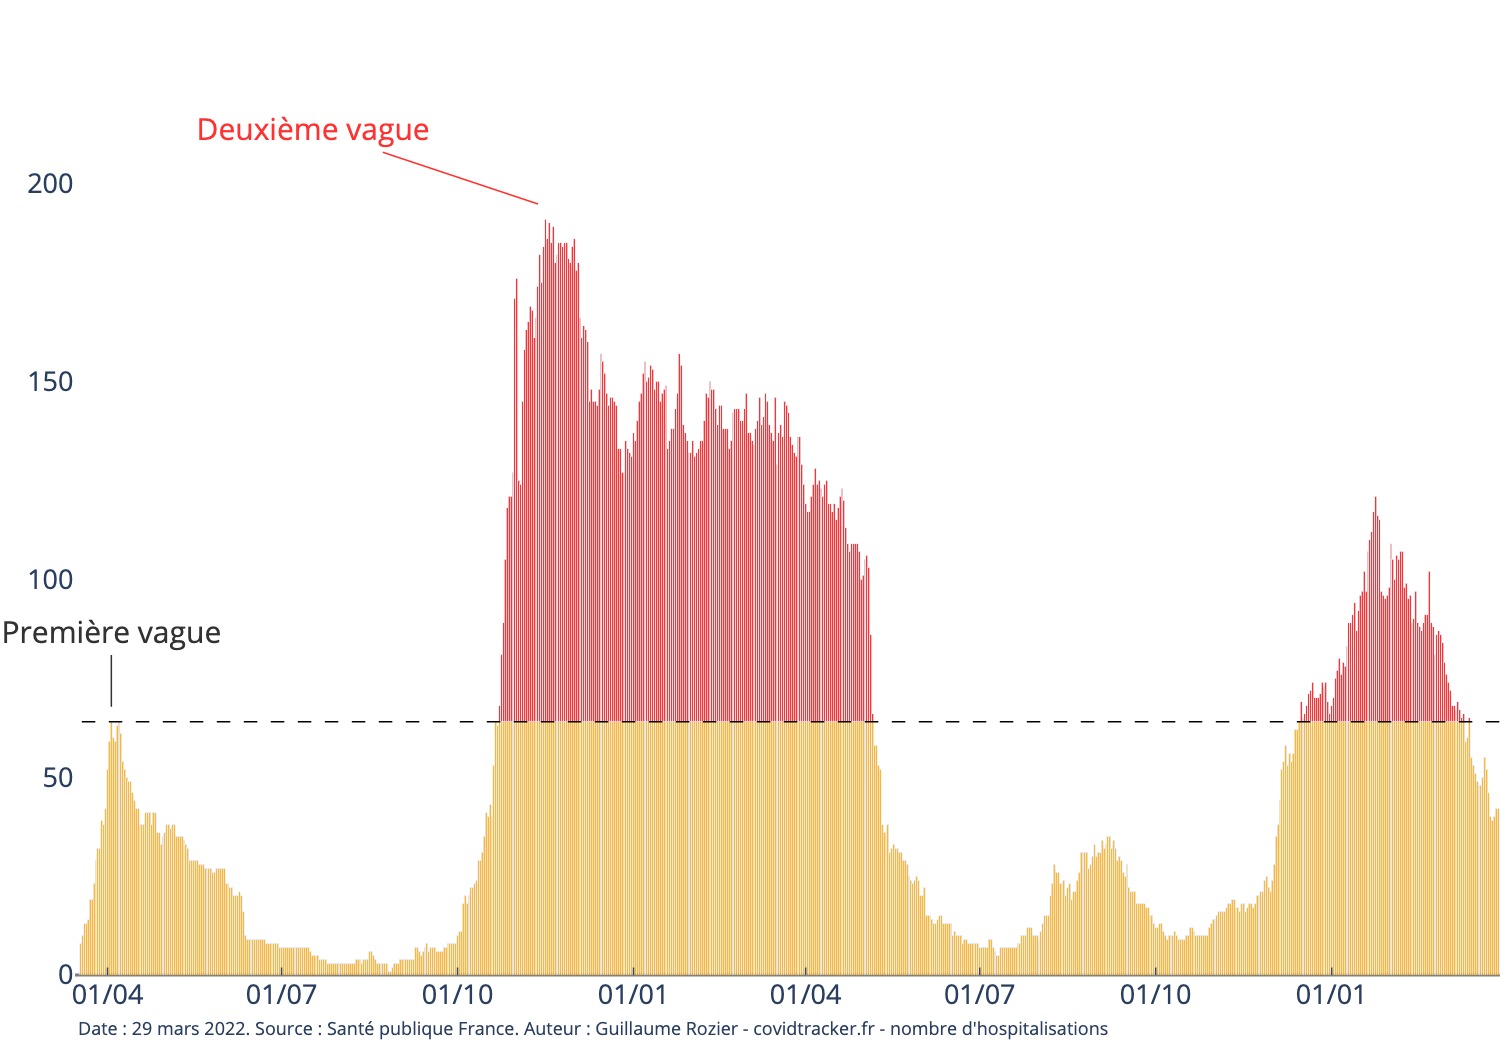 Deuxième vague
200
150
100
Première vague
50
0
01/04 01/07 01/10 01/01 01/04 01/07 01/10 01/01
Date : 29 mars 2022. Source : Santé publique France. Auteur : Guillaume Rozier - covidtracker.fr - nombre d'hospitalisations